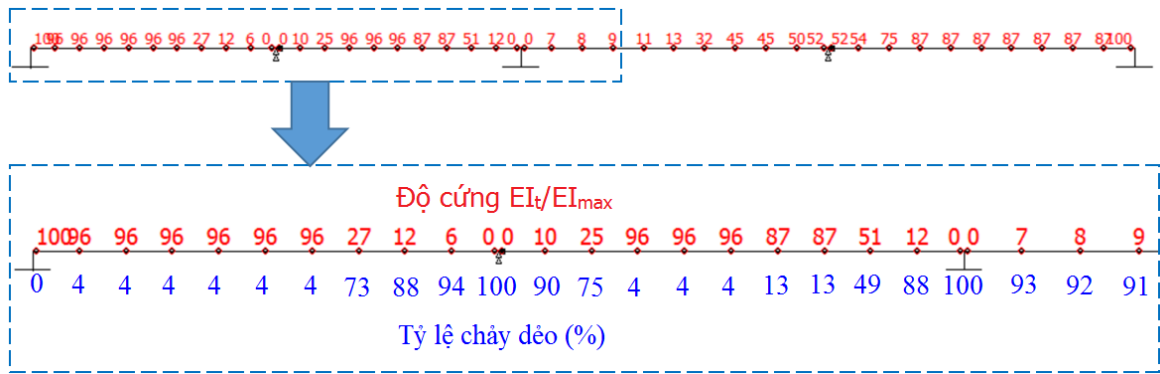 100 96 96 96 96 96 96 27 12 6 0 0 10 25 96 96 96 87 87 51 12 0 0 7 8 9 11 13 32 45 45 50 52 52 54 75 87 87 87 87 87 87 87 100
Độ cứng EIt/EImax
100 96 96 96 96 96 96 27 12 6 0 0 10 25 96 96 96 87 87 51 12 0 0 7 8 9
0 4 4 4 4 4 4 73 88 94 100 90 75 4 4 4 13 13 49 88 100 93 92 91
Tỷ lệ chảy dẻo (%)